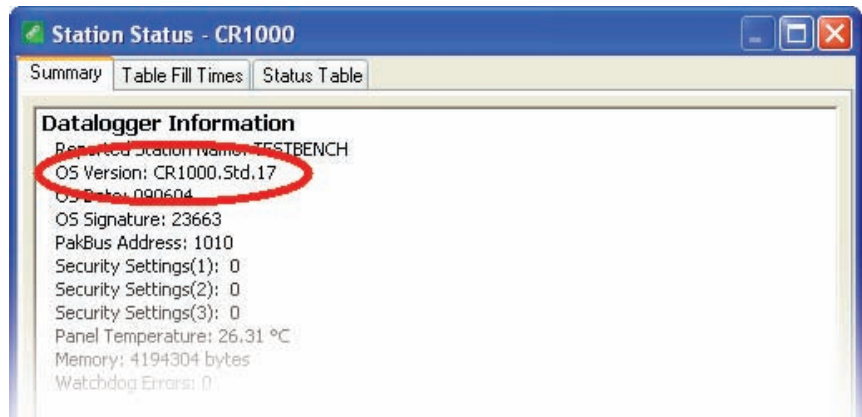 Station Status - CR1000
Summary Table Fill Times Status Table
Datalogger Information
Reported Station Name: TESTBENCH
OS Version: CR1000.Std.17
OS Date: 090604
OS Signature: 23663
PakBus Address: 1010
Security Settings(1): 0
Security Settings(2): 0
Security Settings(3): 0
Panel Temperature: 26.31 ºC
Memory: 4194304 bytes
Watchdog Errors: 0